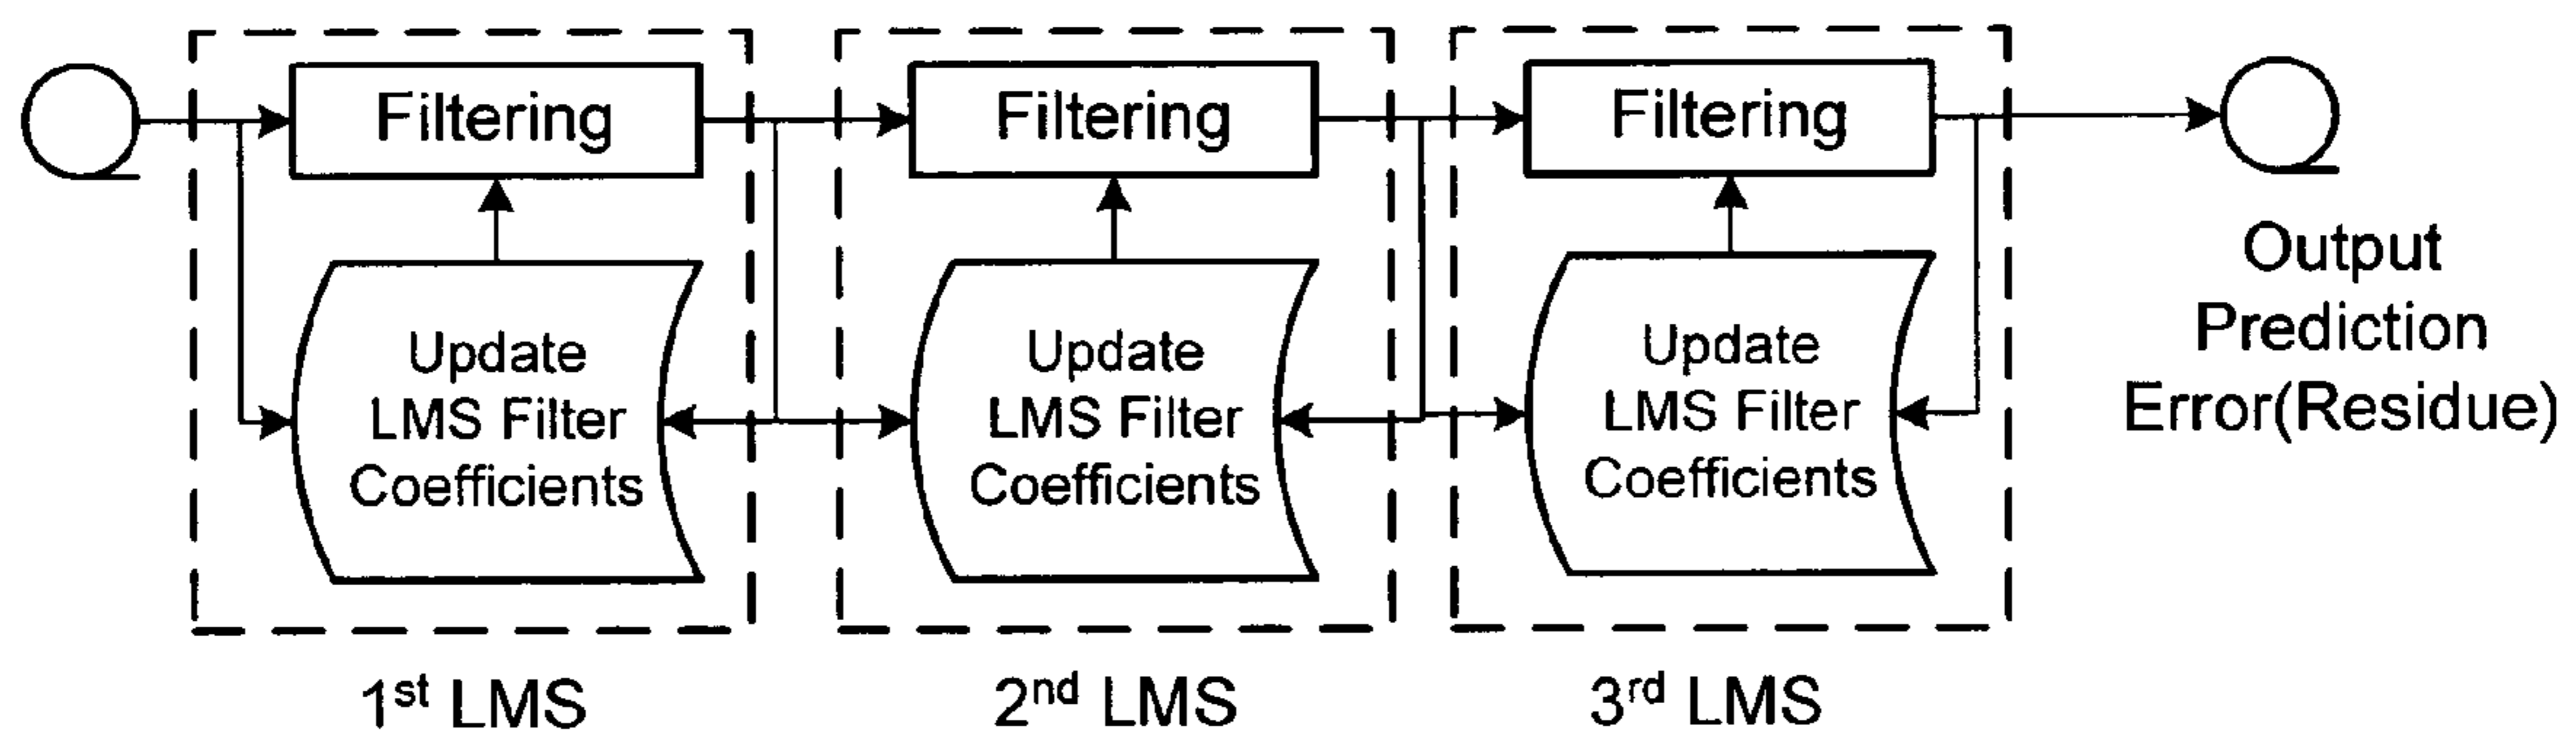 Filtering
Filtering
Filtering
Update
LMS Filter
Coefficients
Update
LMS Filter
Coefficients
Update
LMS Filter
Coefficients
Output
Prediction
Error(Residue)
1st LMS
2nd LMS
3rd LMS